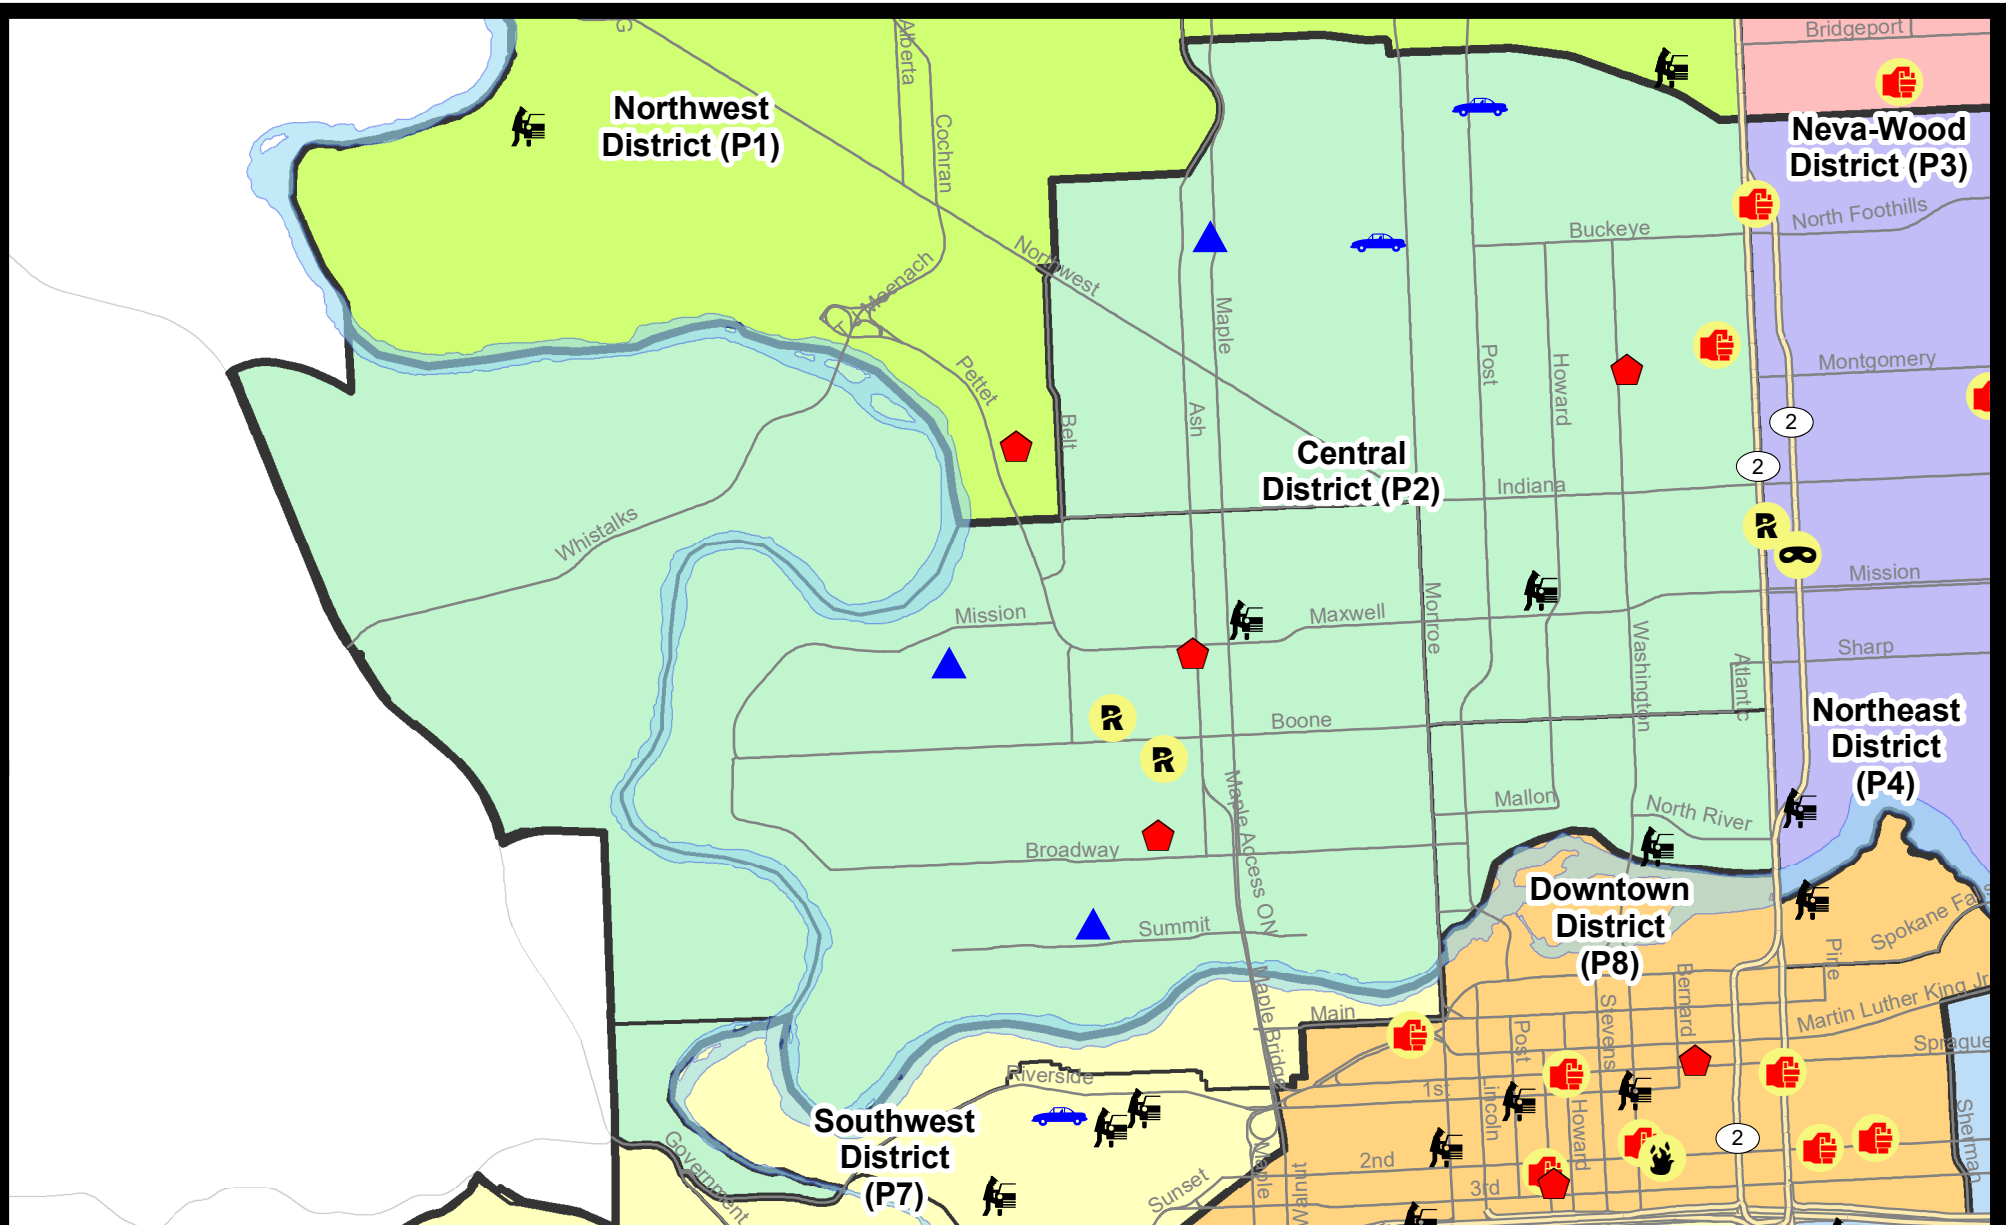 G
Alberta
Bridgeport
Northwest
District (P1)
Cochran
Neva-Wood
District (P3)
North Foothills
Buckeye
Northwest
Meenach
Maple
Post
Howard
Montgomery
Pettet
Belt
Ash
2
Central
District (P2)
2
Indiana
R
Whistalks
Mission
Mission
Maxwell
Monroe
Washington
Sharp
Atlantic
R
Boone
Northeast
District
(P4)
R
Maple Access ON
Mallon
North River
Broadway
Downtown
District
(P8)
Summit
Spokane Fa
Pine
Bernard
Maple Bridge
Stevens
Martin Luther King Jr
Main
Post
Sprague
Riverside
1st
Lincoln
Howard
Sherman
Southwest
District
(P7)
Government
2
2nd
Maple
Walnut
Sunset
3rd